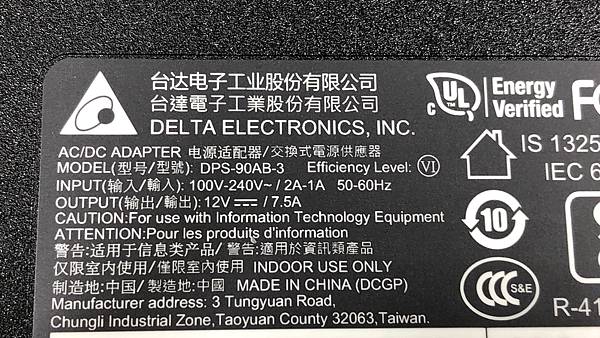 台达电子工业股份有限公司
台達電子工業股份有限公司
DELTA ELECTRONICS, INC.
AC/DC ADAPTER 电源适配器/交換式電源供應器
MODEL(型号/型號): DPS-90AB-3 Efficiency Level: VI
INPUT(输入/輸入): 100V-240V~ / 2A-1A 50-60Hz
OUTPUT(输出/輸出): 12V ⎓ / 7.5A
CAUTION:For use with Information Technology Equipment
ATTENTION:Pour les produits d'information
警告:适用于信息类产品/ 警告:適用於資訊類產品
仅限室内使用/僅限室內使用 INDOOR USE ONLY
制造地:中国/ 製造地:中國 MADE IN CHINA (DCGP)
Manufacturer address: 3 Tungyuan Road,
Chungli Industrial Zone,Taoyuan County 32063,Taiwan.
c UL US
Energy
Verified
IS 1325
IEC 6
10
CCC S&E
R-41